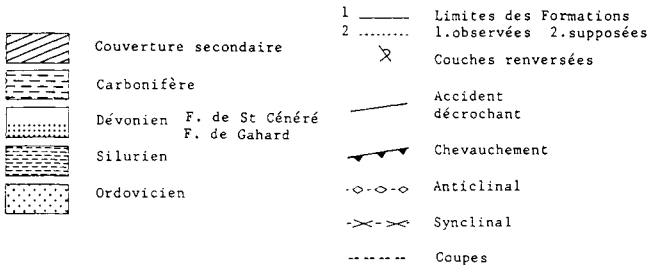 Couverture secondaire
Carbonifère
Dévonien F. de St Cénéré
F. de Gahard
Silurien
Ordovicien
1 Limites des Formations
2 1.observées 2.supposées
Couches renversées
Accident
décrochant
Chevauchement
Anticlinal
Synclinal
Coupes